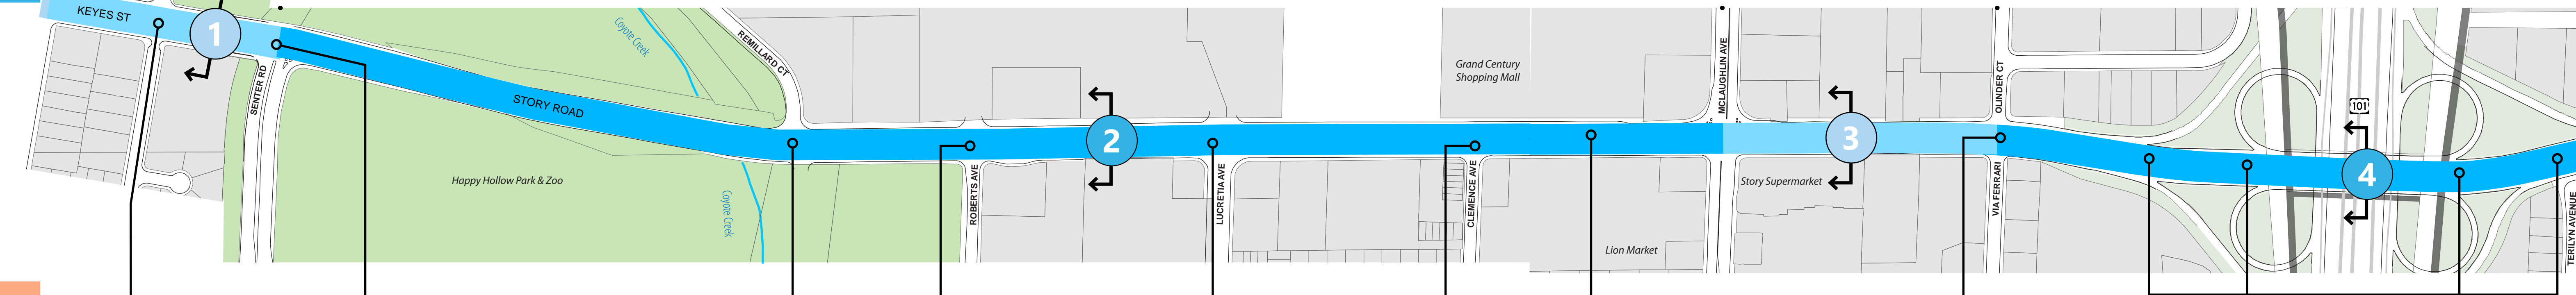 KEYES ST
1
SENTER RD
Coyote Creek
REMILLARD CT
STORY ROAD
Happy Hollow Park & Zoo
Coyote Creek
ROBERTS AVE
2
LUCRETIA AVE
Grand Century
Shopping Mall
CLEMENCE AVE
Lion Market
MCLAUGHLIN AVE
Story Supermarket
3
OLINDER CT
VIA FERRARI
101
4
TERILYN AVENUE